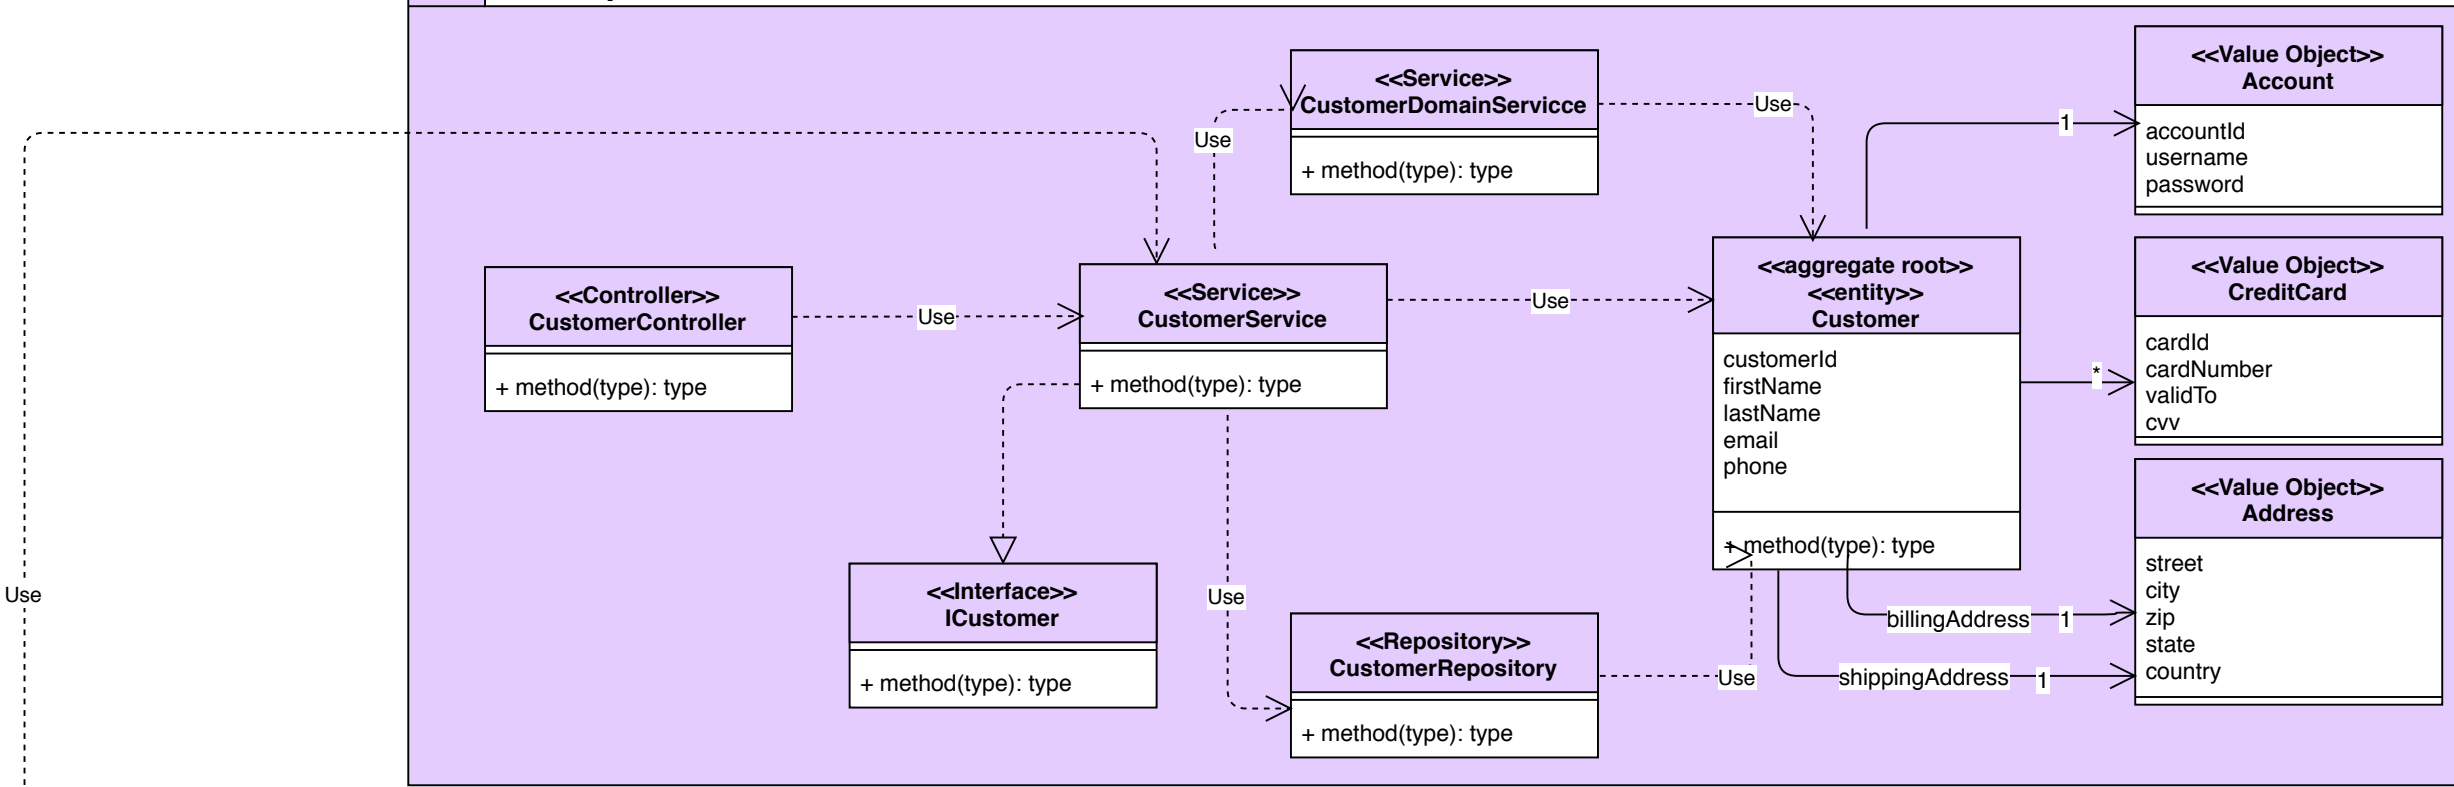 <<Service>>
CustomerDomainServicce
+ method(type): type
Use
Use
1
<<Value Object>>
Account
accountId
username
password
<<Controller>>
CustomerController
+ method(type): type
Use
<<Service>>
CustomerService
+ method(type): type
Use
<<aggregate root>>
<<entity>>
Customer
customerId
firstName
lastName
email
phone
+ method(type): type
*
<<Value Object>>
CreditCard
cardId
cardNumber
validTo
cvv
<<Value Object>>
Address
street
city
zip
state
country
billingAddress 1
shippingAddress 1
Use
<<Interface>>
ICustomer
+ method(type): type
Use
<<Repository>>
CustomerRepository
+ method(type): type
Use